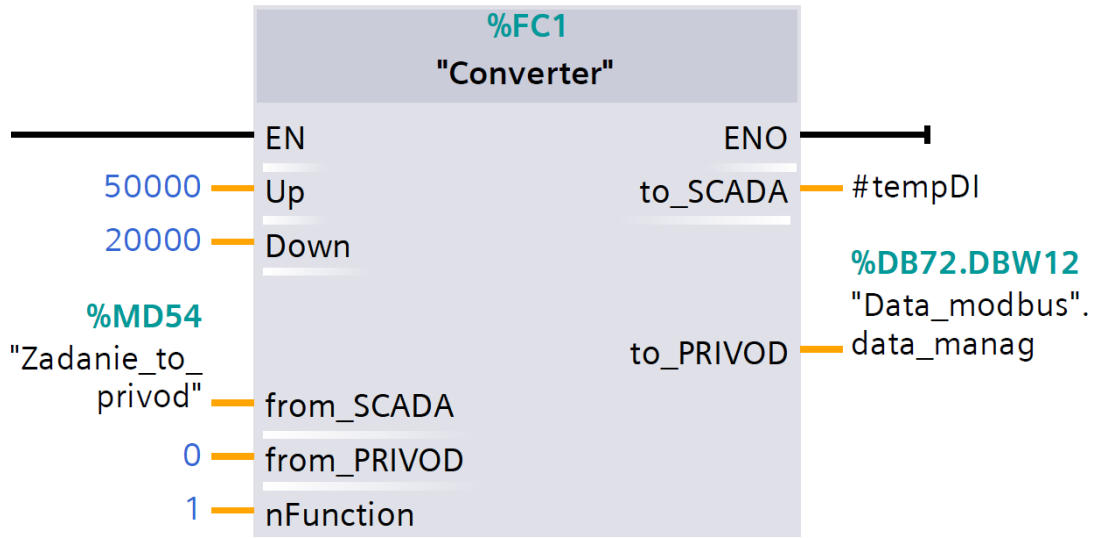 %FC1
"Converter"
EN
ENO
50000
Up
to_SCADA
#tempDI
20000
Down
%DB72.DBW12
"Data_modbus".
data_manag
to_PRIVOD
%MD54
"Zadanie_to_
privod"
from_SCADA
0
from_PRIVOD
1
nFunction